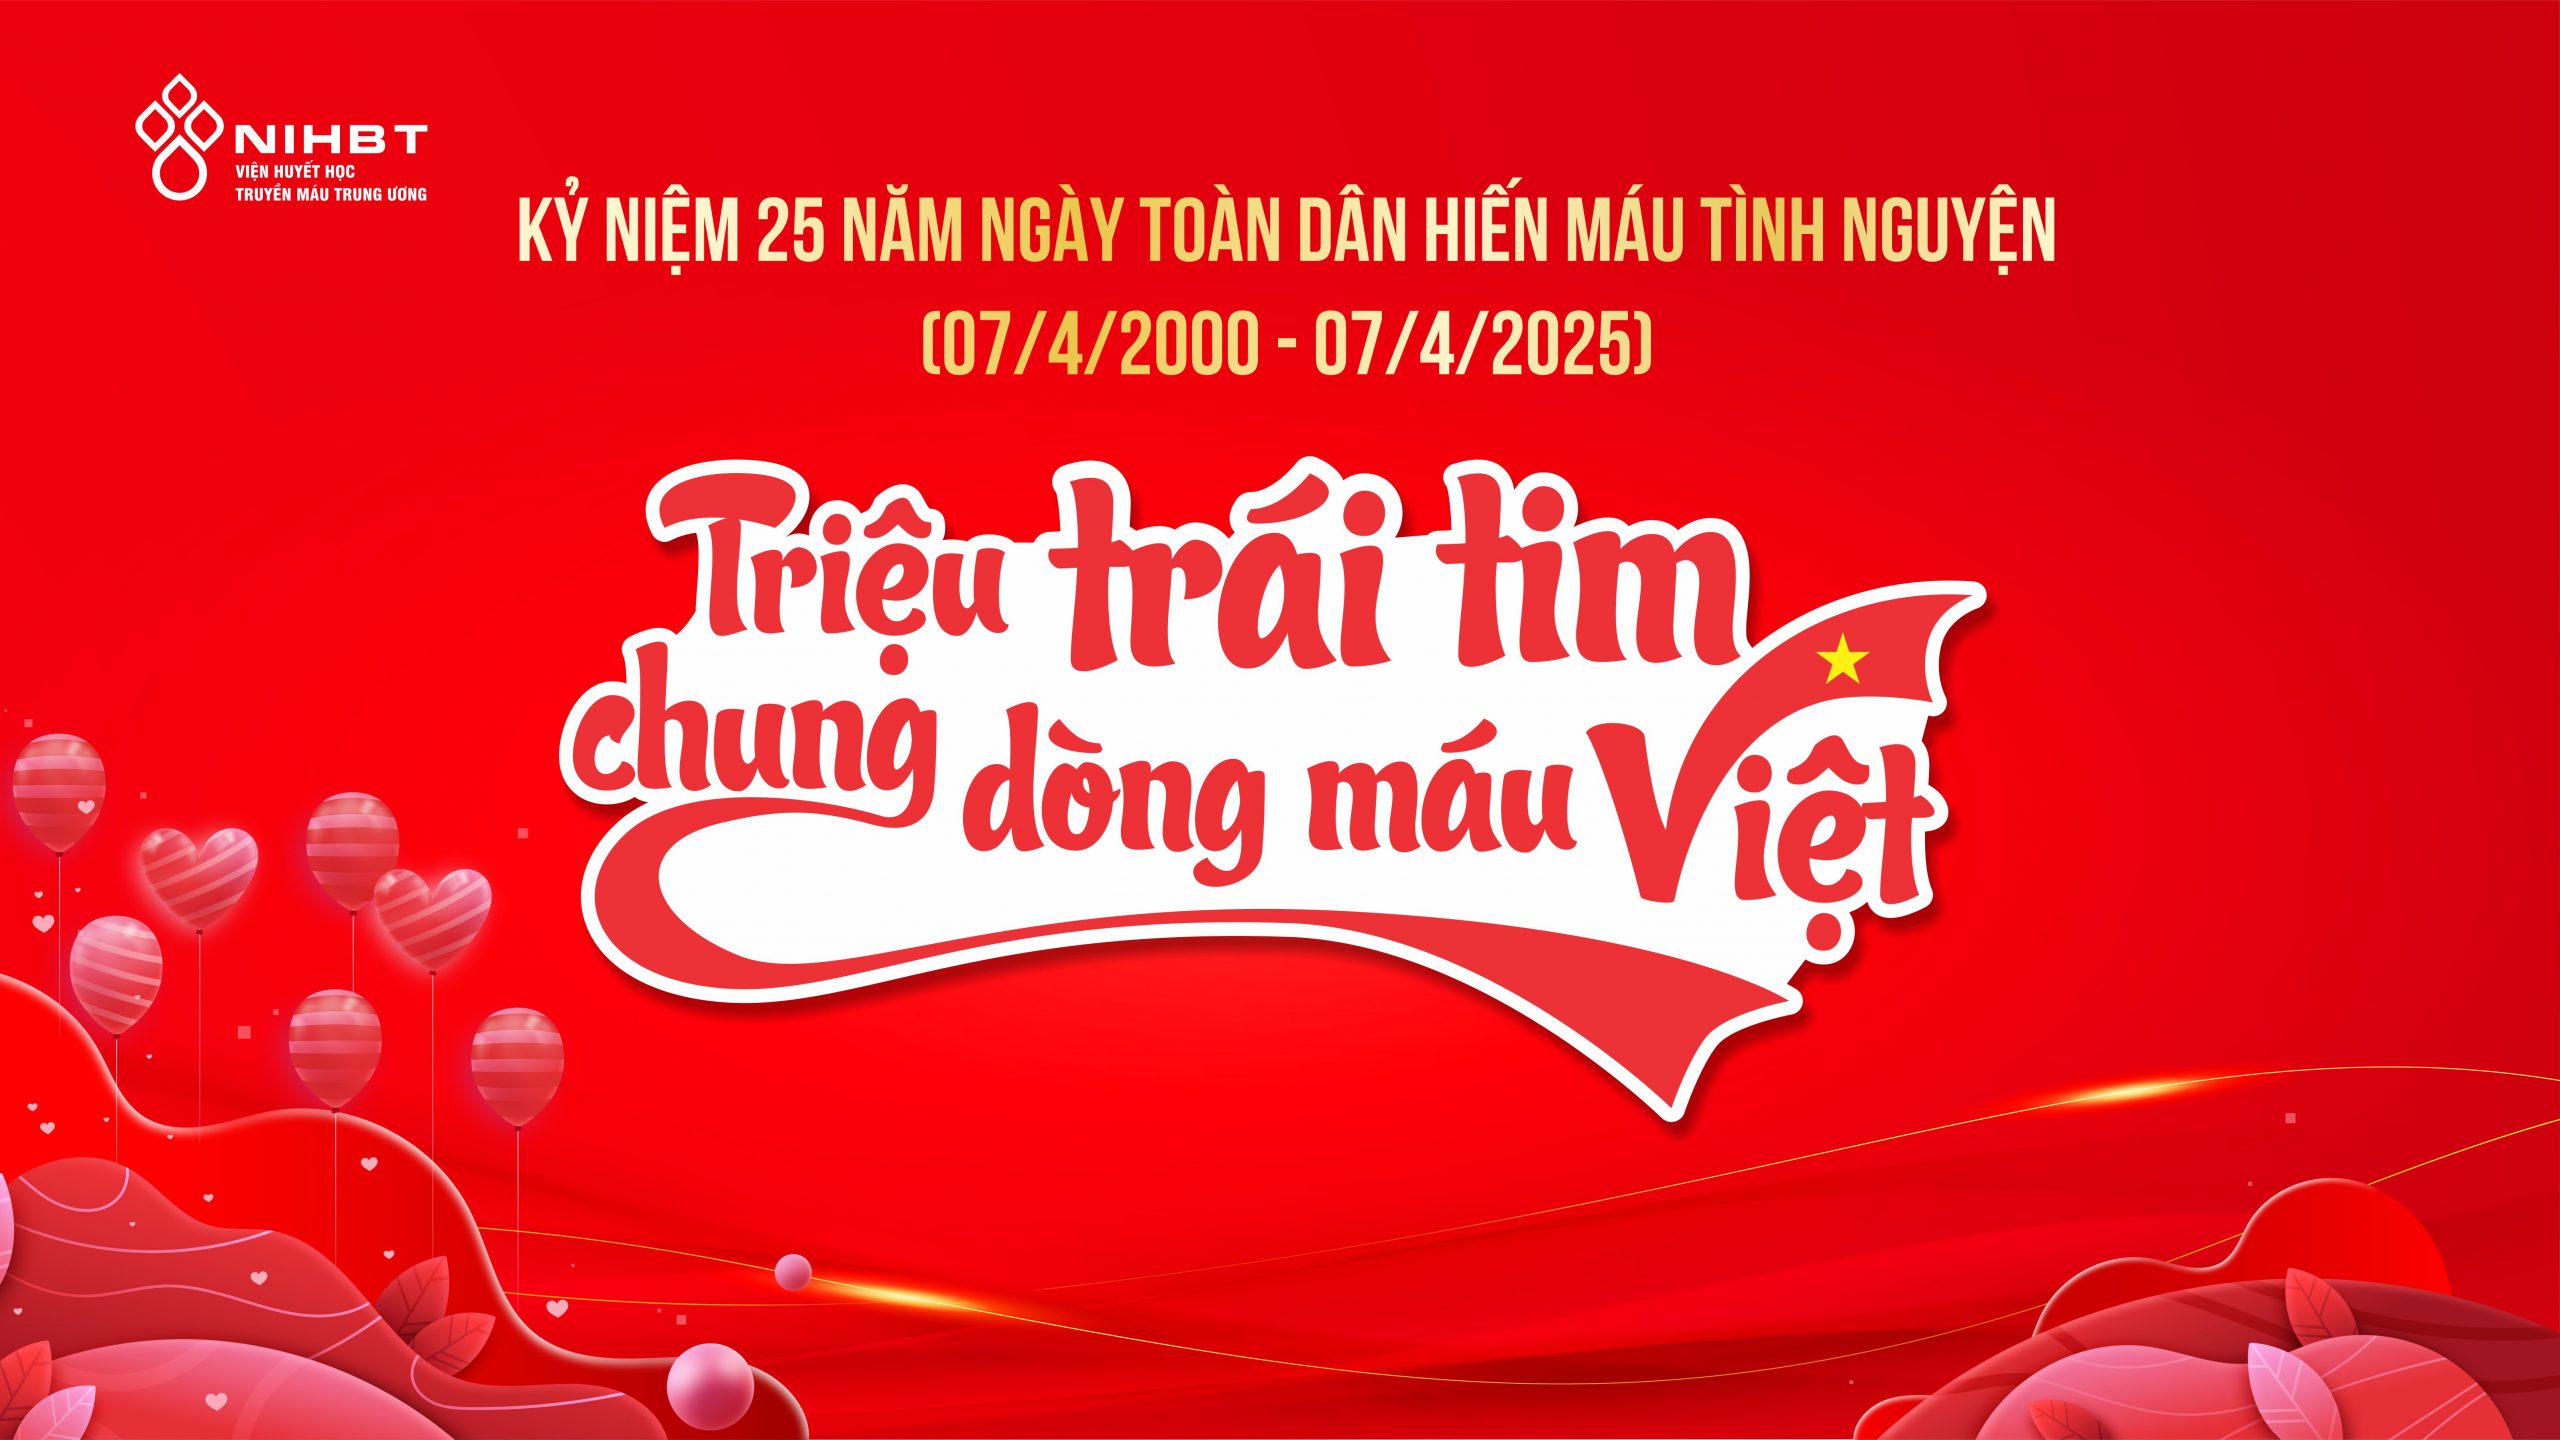 NIHBT
VIỆN HUYẾT HỌC
TRUYỀN MÁU TRUNG ƯƠNG
KỶ NIỆM 25 NĂM NGÀY TOÀN DÂN HIẾN MÁU TÌNH NGUYỆN
(07/4/2000 - 07/4/2025)
Triệu trái tim
chung dòng máu Việt